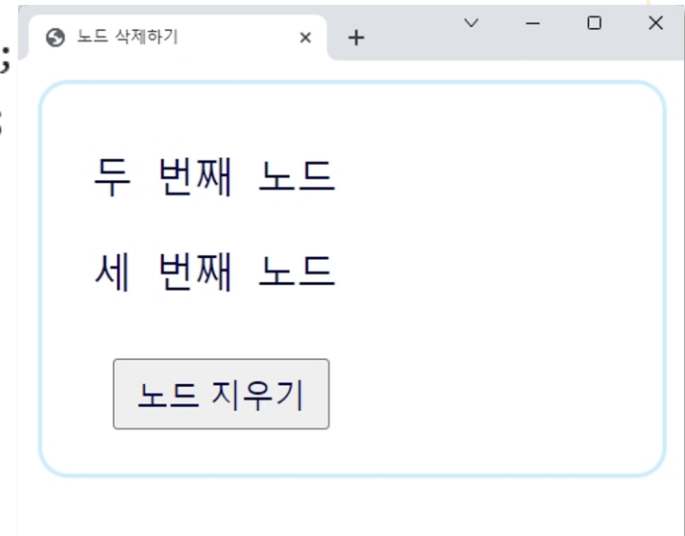 노드 삭제하기
;
두 번째 노드
세 번째 노드
노드 지우기